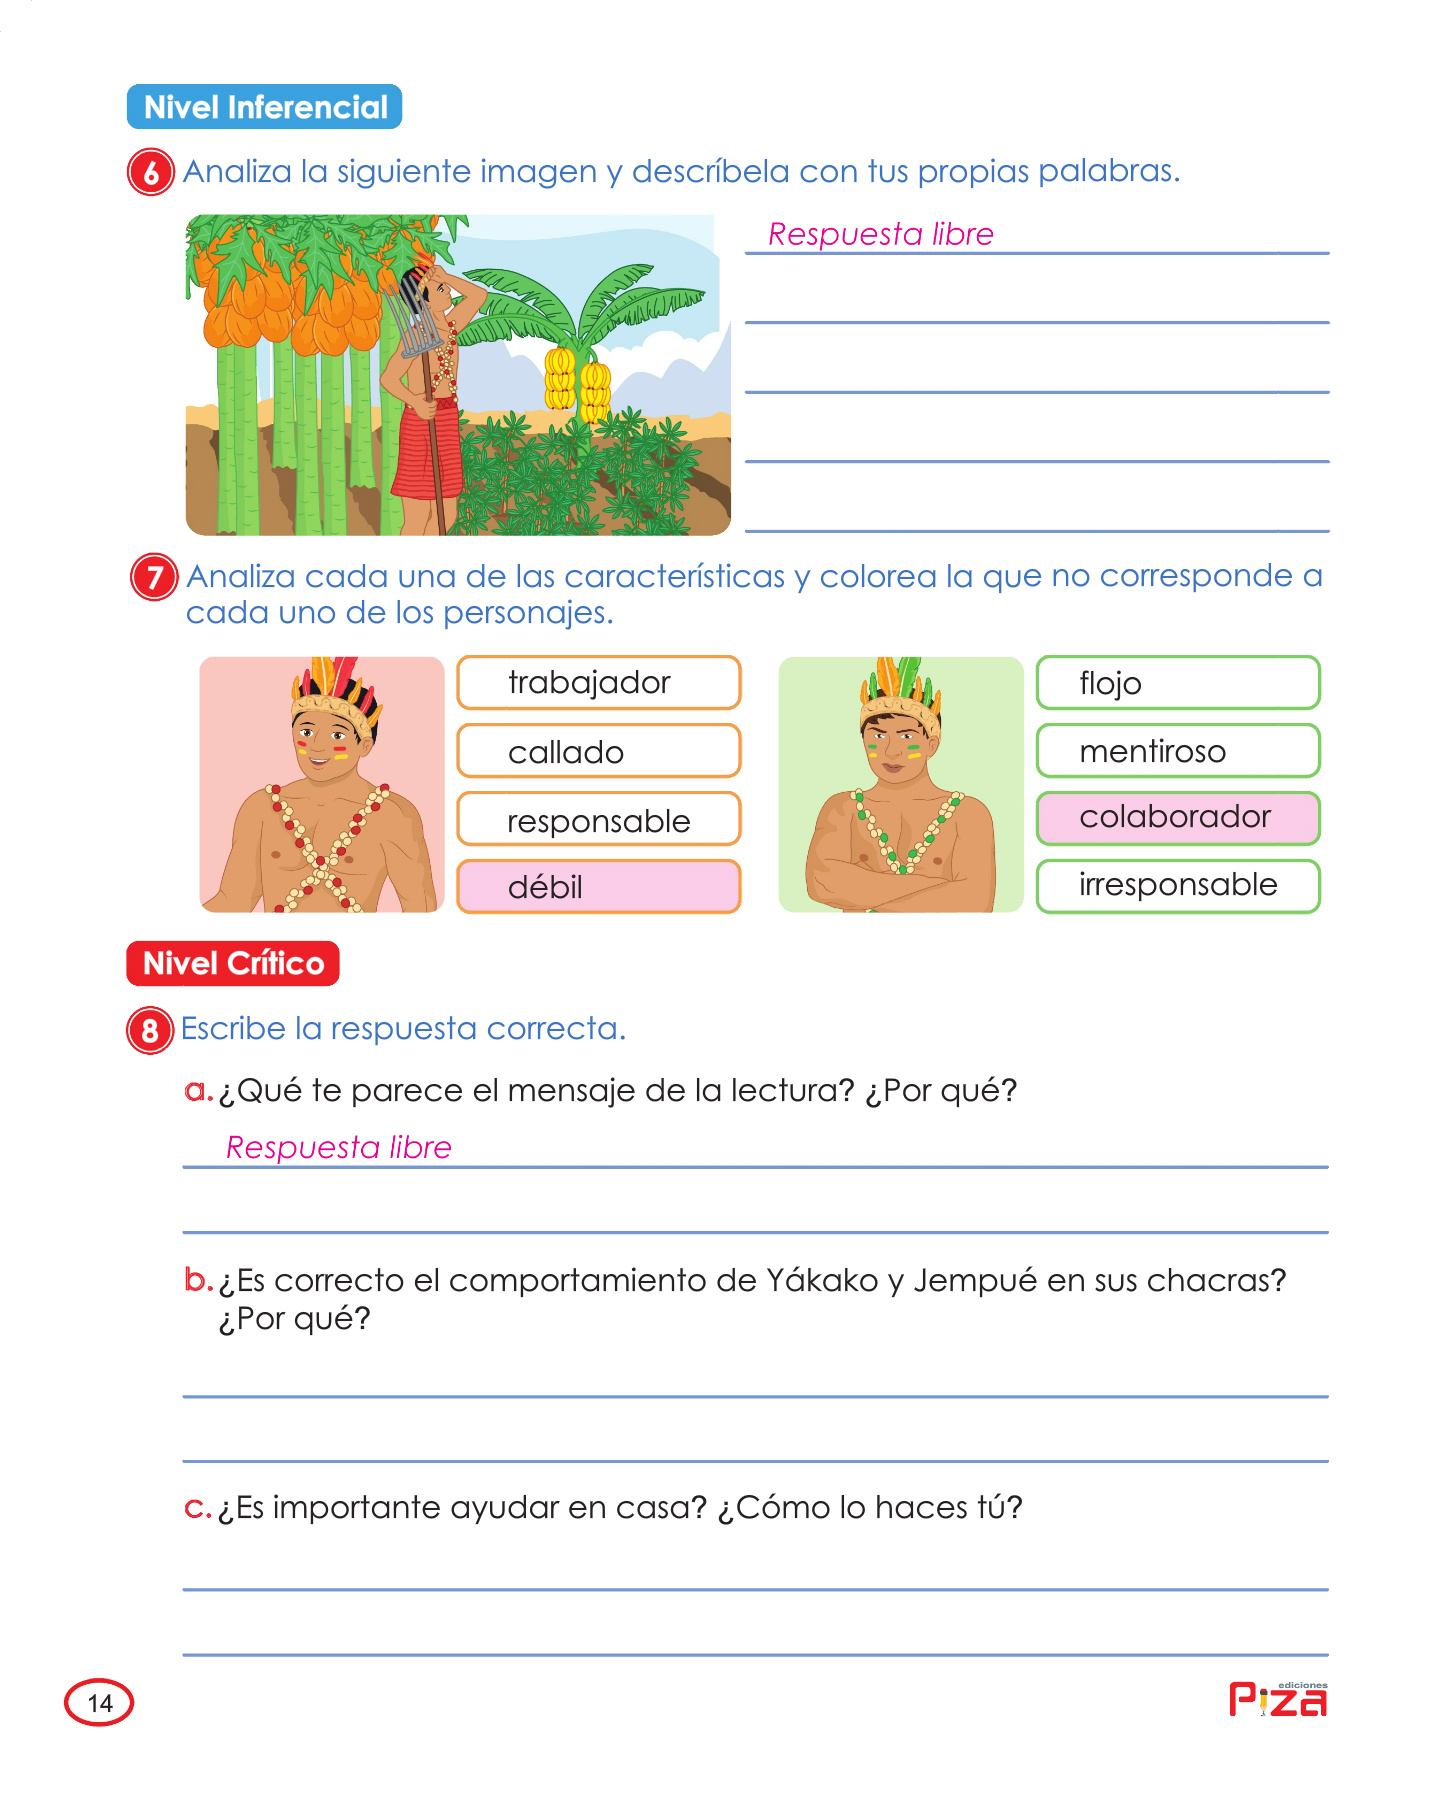 Nivel Inferencial
6 Analiza la siguiente imagen y descríbela con tus propias palabras.
Respuesta libre
7 Analiza cada una de las características y colorea la que no corresponde a
cada uno de los personajes.
trabajador
callado
responsable
débil
flojo
mentiroso
colaborador
irresponsable
Nivel Crítico
8 Escribe la respuesta correcta.
a. ¿Qué te parece el mensaje de la lectura? ¿Por qué?
Respuesta libre
b. ¿Es correcto el comportamiento de Yákako y Jempué en sus chacras?
¿Por qué?
c. ¿Es importante ayudar en casa? ¿Cómo lo haces tú?
14
ediciones
Piza